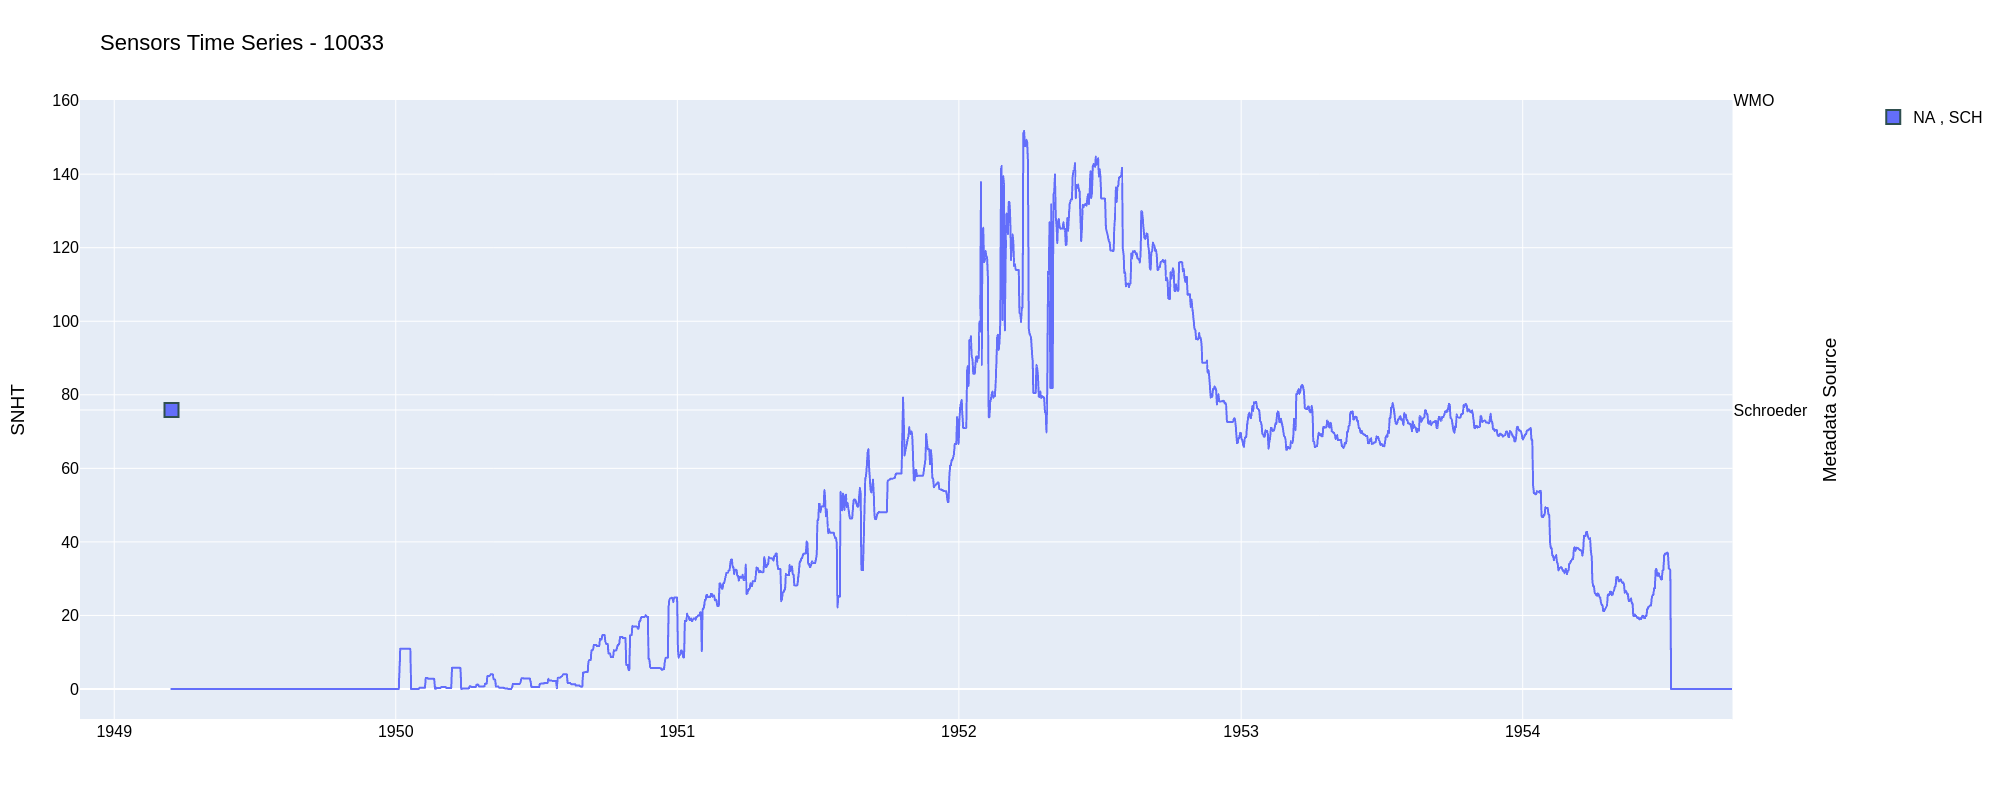 Sensors Time Series - 10033
160
140
120
100
80
60
40
20
0
SNHT
1949
1950
1951
1952
1953
1954
WMO
Schroeder
Metadata Source
NA , SCH